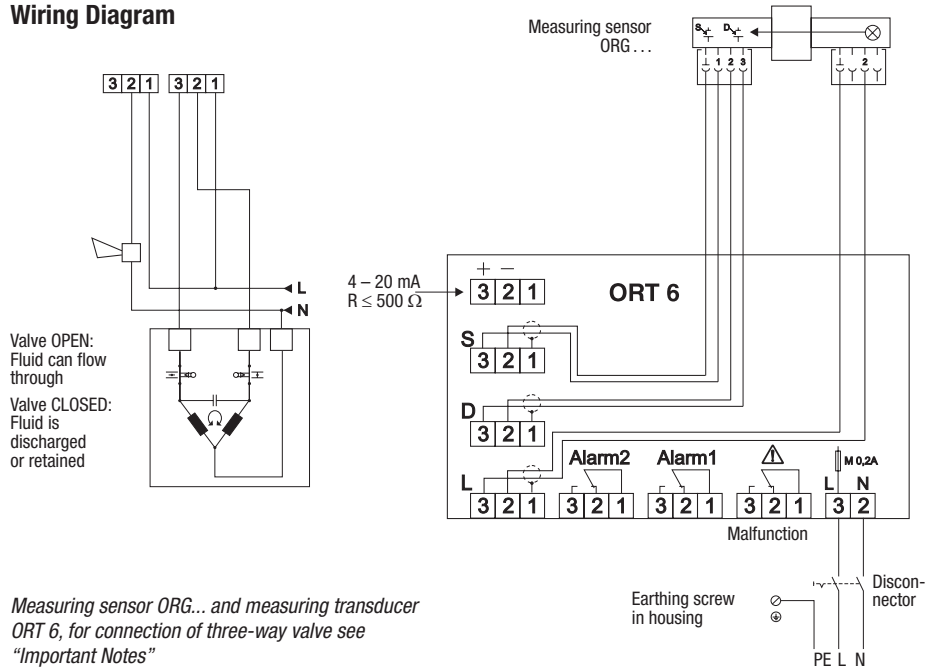 Wiring Diagram
Measuring sensor
ORG . . .
S D
⊥ 1 2 3
⊥ 2
3 2 1 3 2 1
L
N
Valve OPEN:
Fluid can flow
through
Valve CLOSED:
Fluid is
discharged
or retained
4 – 20 mA
R ≤ 500 Ω
+ –
3 2 1
ORT 6
S
3 2 1
D
3 2 1
L
3 2 1
Alarm2
3 2 1
Alarm1
3 2 1
3 2 1
Malfunction
M 0,2A
L N
3 2
Discon-
nector
Earthing screw
in housing
PE L N
Measuring sensor ORG... and measuring transducer
ORT 6, for connection of three-way valve see
“Important Notes”